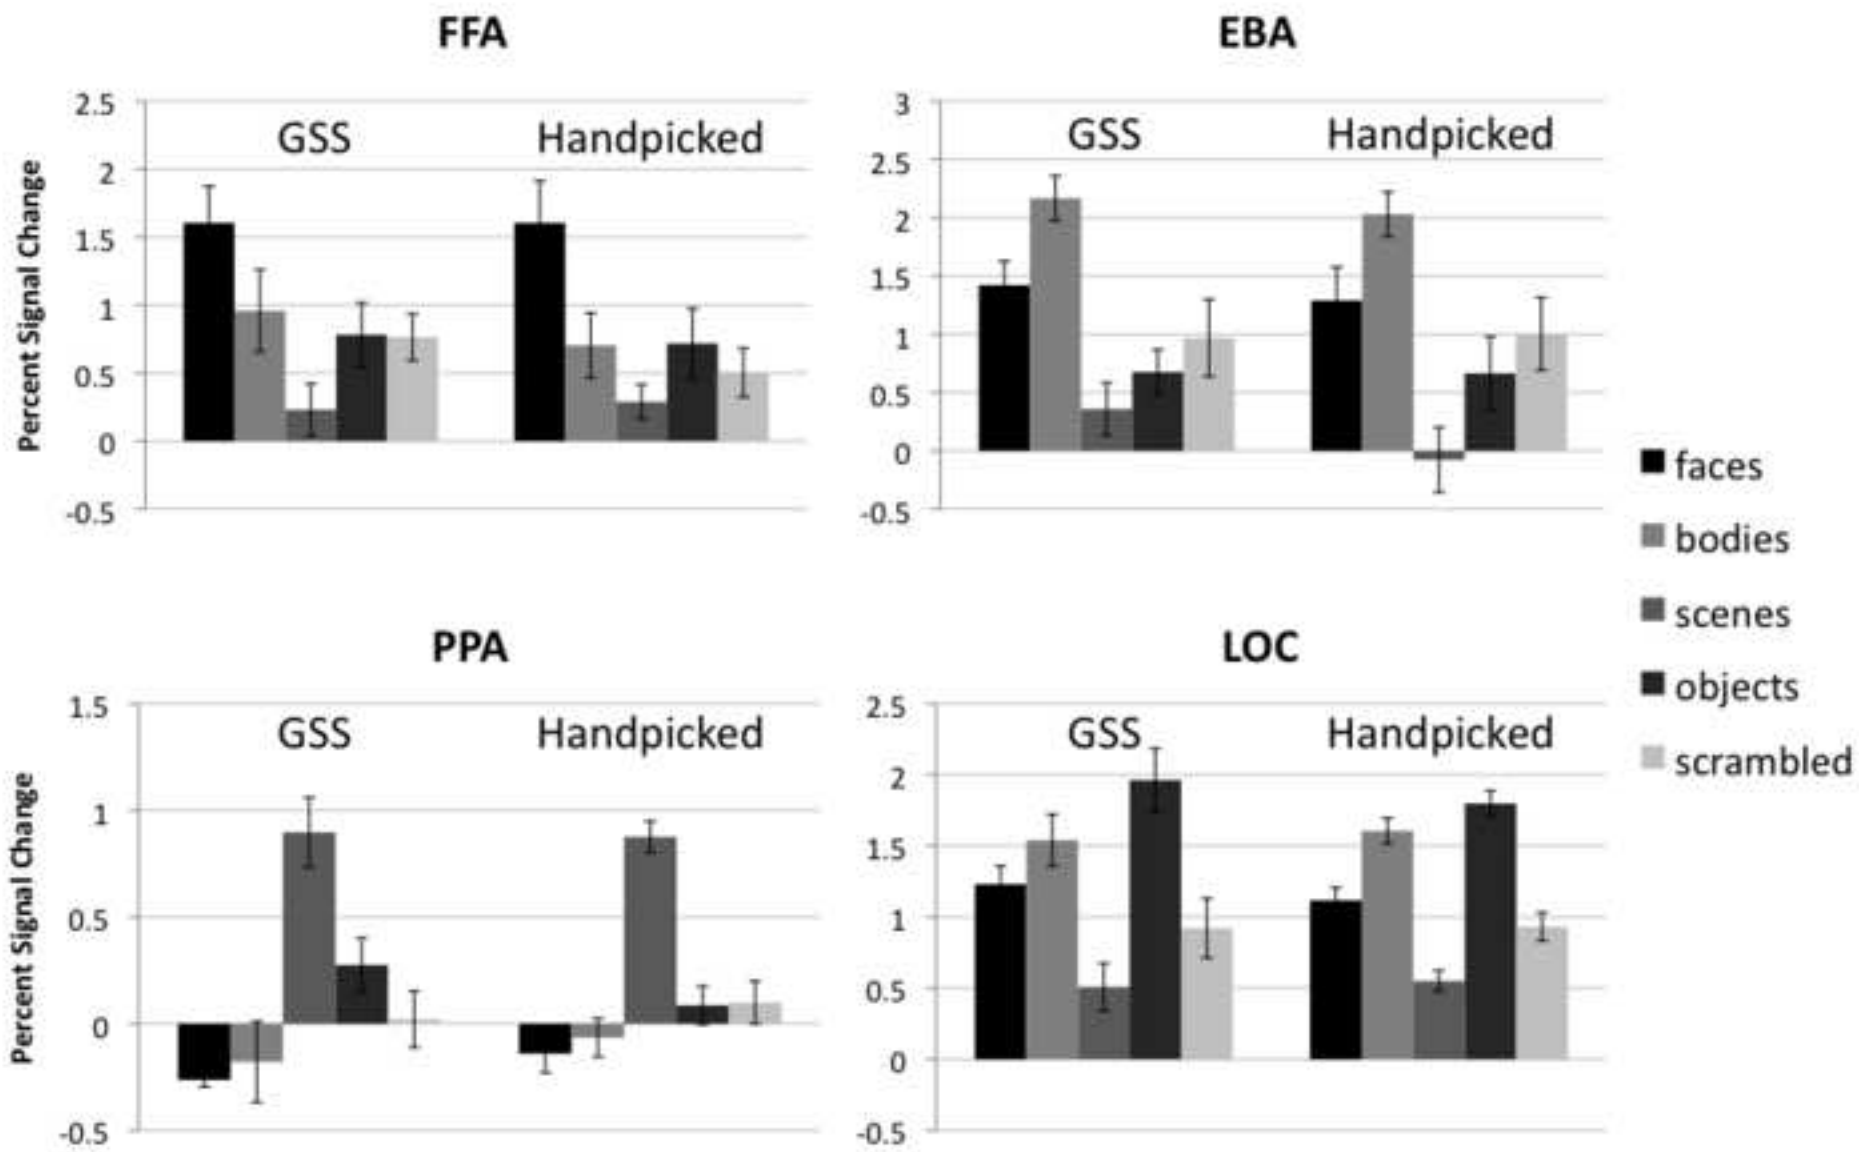 FFA
GSS
Handpicked
Percent Signal Change
2.5
2
1.5
1
0.5
0
-0.5
EBA
GSS
Handpicked
3
2.5
2
1.5
1
0.5
0
-0.5
PPA
GSS
Handpicked
Percent Signal Change
1.5
1
0.5
0
-0.5
LOC
GSS
Handpicked
2.5
2
1.5
1
0.5
0
-0.5
faces
bodies
scenes
objects
scrambled